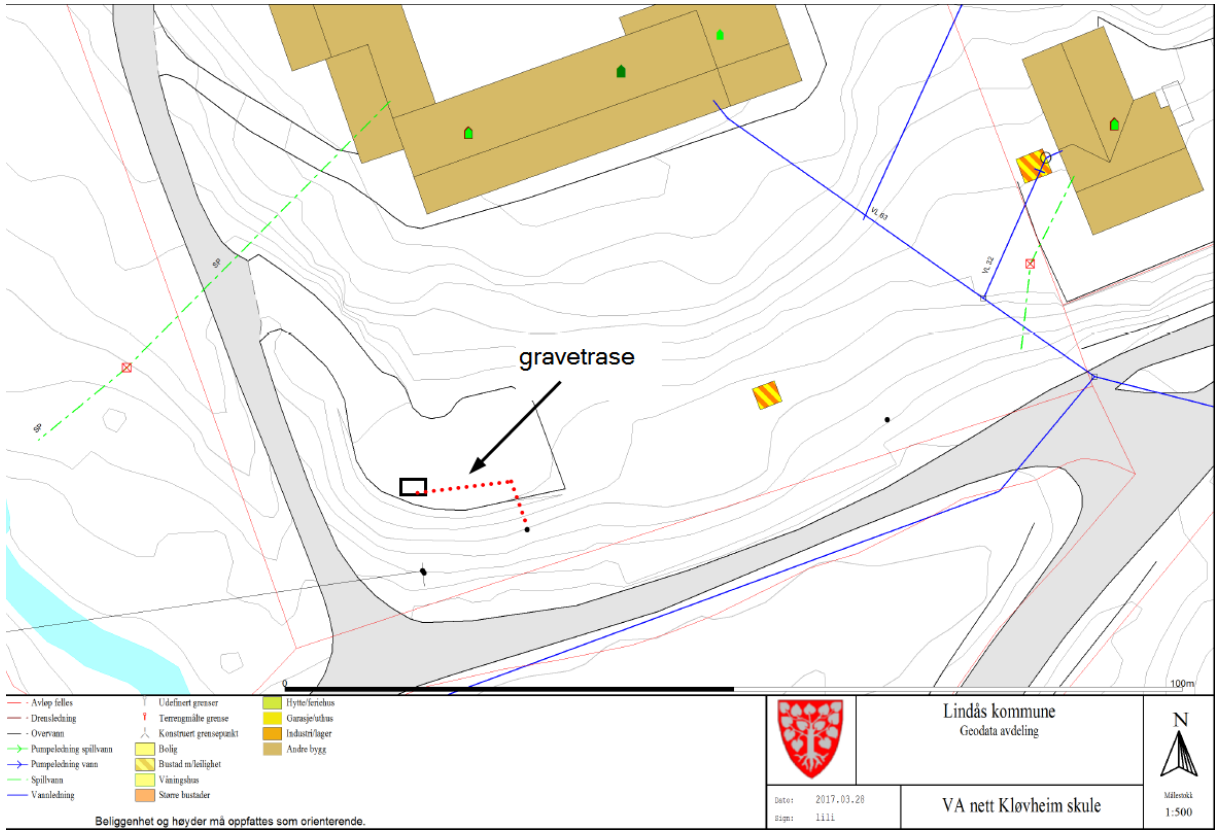 VL 63
SP
VL 32
gravetrase
SP
0
100m
- Avløp felles
- Drensledning
- Overvann
- Pumpeledning spillvann
- Pumpeledning vann
- Spillvann
- Vannledning
Udefinert grenser
Terrengmålte grense
Konstruert grensepunkt
Bolig
Bustad m/leilighet
Våningshus
Større bustader
Hytte/feriehus
Garasje/uthus
Industri/lager
Andre bygg
Beliggenhet og høyder må oppfattes som orienterende.
Lindås kommune
Geodata avdeling
Dato: 2017.03.28
Sign: lili
VA nett Kløvheim skule
N
Målestokk
1:500